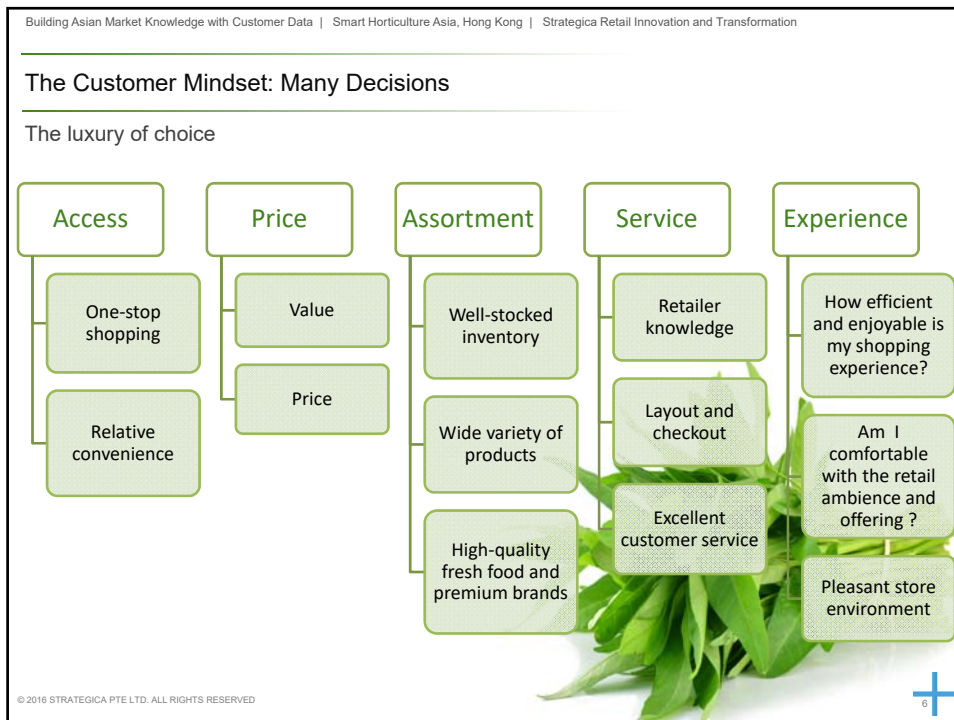 Building Asian Market Knowledge with Customer Data | Smart Horticulture Asia, Hong Kong | Strategica Retail Innovation and Transformation
The Customer Mindset: Many Decisions
The luxury of choice
Access
One-stop
shopping
Relative
convenience
Price
Value
Price
Assortment
Well-stocked
inventory
Wide variety of
products
High-quality
fresh food and
premium brands
Service
Retailer
knowledge
Layout and
checkout
Excellent
customer service
Experience
How efficient
and enjoyable is
my shopping
experience?
Am I
comfortable
with the retail
ambience and
offering ?
Pleasant store
environment
© 2016 STRATEGICA PTE LTD. ALL RIGHTS RESERVED
6